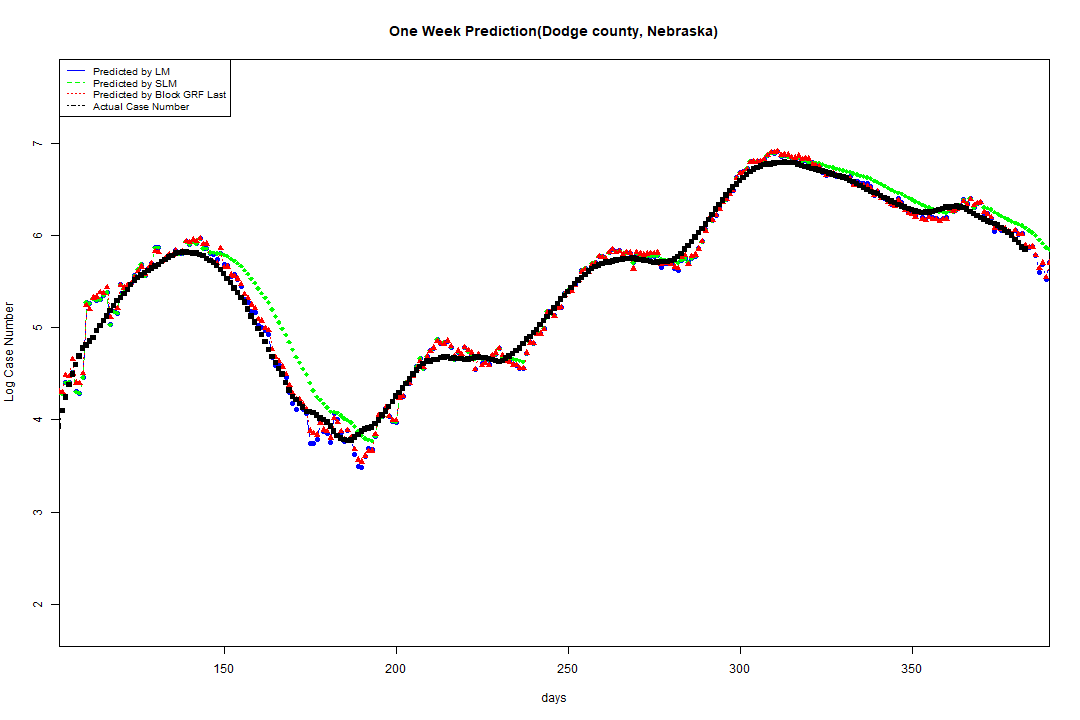 One Week Prediction(Dodge county, Nebraska)
Predicted by LM
Predicted by SLM
Predicted by Block GRF Last
Actual Case Number
Log Case Number
7
6
5
4
3
2
150 200 250 300 350
days